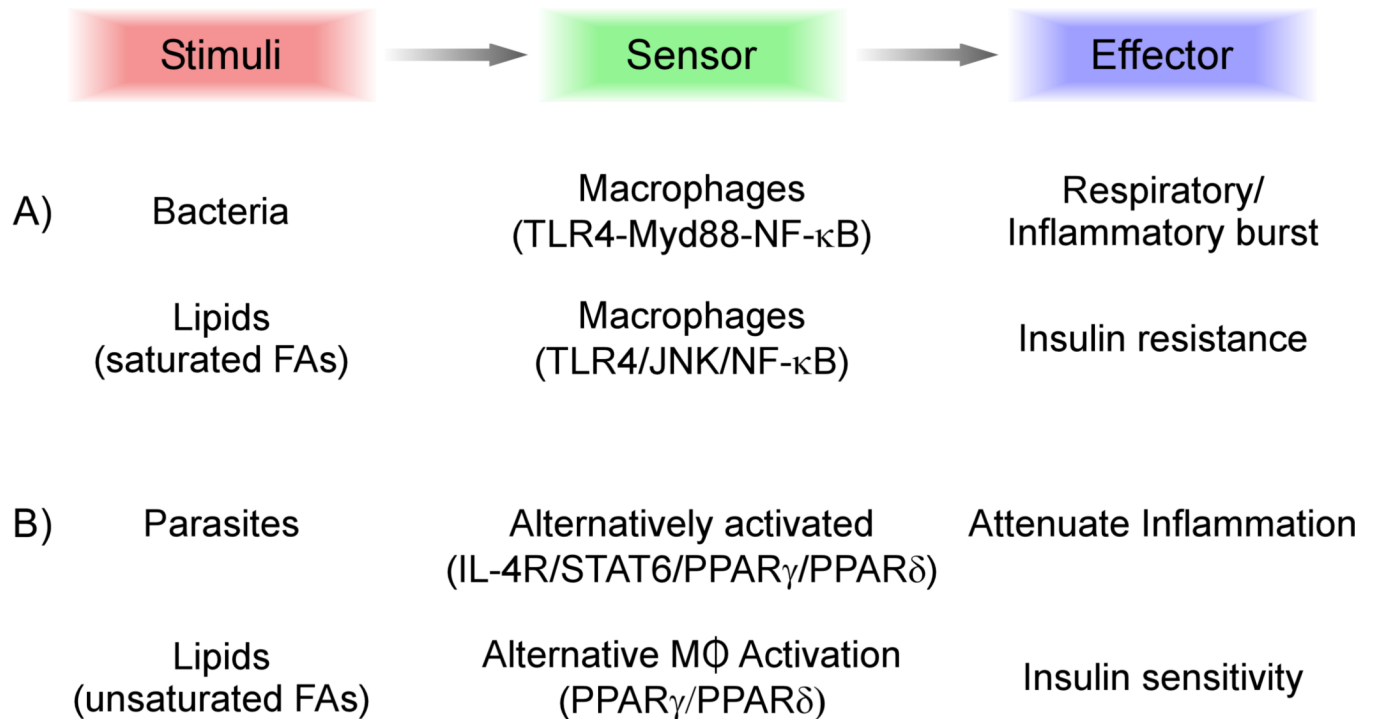 Stimuli Sensor Effector
A) Bacteria Macrophages (TLR4-Myd88-NF-κB) Respiratory/ Inflammatory burst
Lipids (saturated FAs) Macrophages (TLR4/JNK/NF-κB) Insulin resistance
B) Parasites Alternatively activated (IL-4R/STAT6/PPARγ/PPARδ) Attenuate Inflammation
Lipids (unsaturated FAs) Alternative MΦ Activation (PPARγ/PPARδ) Insulin sensitivity